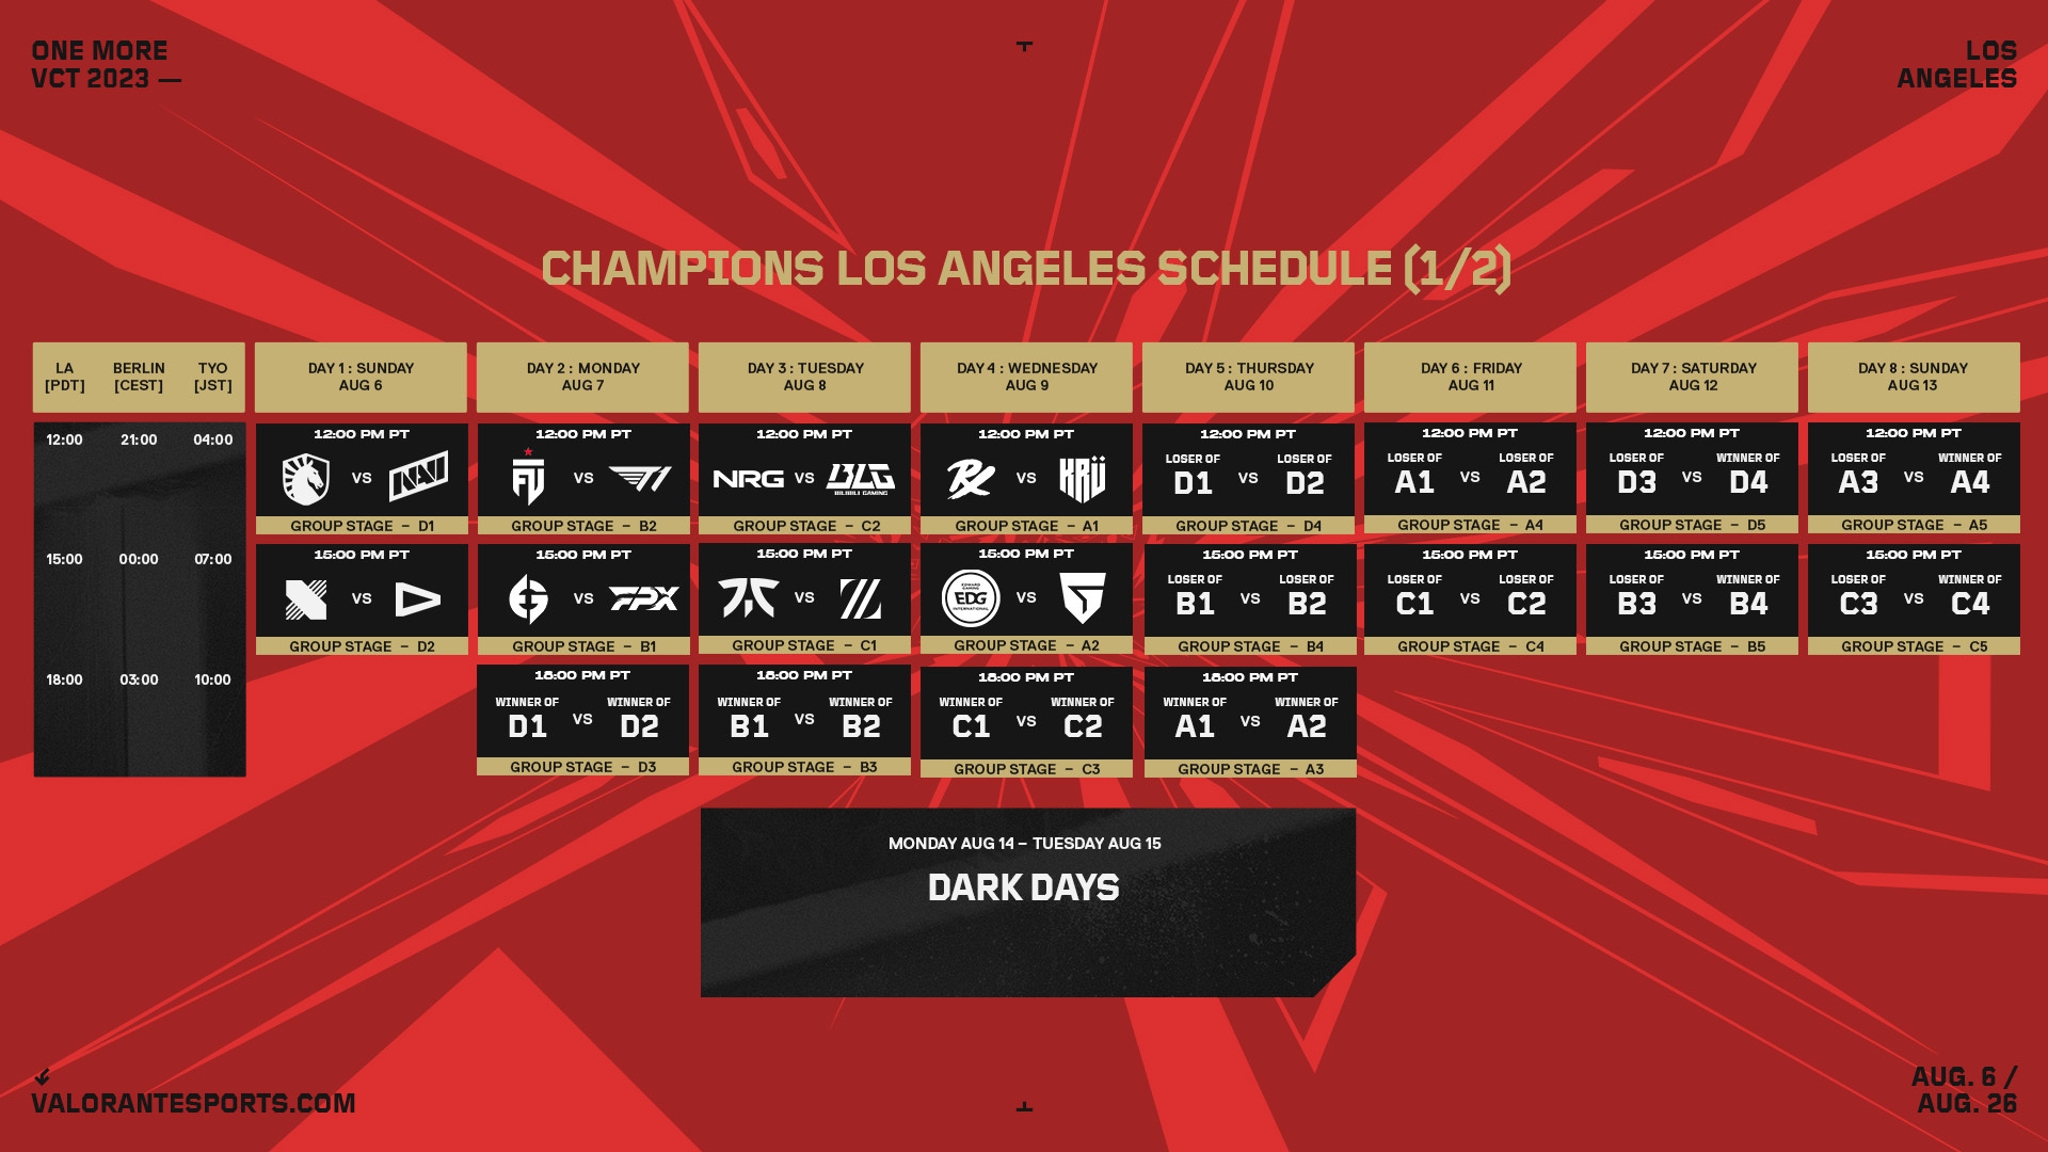 ONE MORE
VCT 2023 —
LOS
ANGELES
CHAMPIONS LOS ANGELES SCHEDULE (1/2)
LA
[PDT]
BERLIN
[CEST]
TYO
[JST]
DAY 1 : SUNDAY
AUG 6
DAY 2 : MONDAY
AUG 7
DAY 3 : TUESDAY
AUG 8
DAY 4 : WEDNESDAY
AUG 9
DAY 5 : THURSDAY
AUG 10
DAY 6 : FRIDAY
AUG 11
DAY 7 : SATURDAY
AUG 12
DAY 8 : SUNDAY
AUG 13
12:00 21:00 04:00
12:00 PM PT
VS NAVI
GROUP STAGE – D1
12:00 PM PT
FUT VS T1
GROUP STAGE – B2
12:00 PM PT
NRG VS BLG
BILIBILI GAMING
GROUP STAGE – C2
12:00 PM PT
VS KRÜ
GROUP STAGE – A1
12:00 PM PT
LOSER OF LOSER OF
D1 VS D2
GROUP STAGE – D4
12:00 PM PT
LOSER OF LOSER OF
A1 VS A2
GROUP STAGE – A4
12:00 PM PT
LOSER OF WINNER OF
D3 VS D4
GROUP STAGE – D5
12:00 PM PT
LOSER OF WINNER OF
A3 VS A4
GROUP STAGE – A5
15:00 00:00 07:00
15:00 PM PT
VS
GROUP STAGE – D2
15:00 PM PT
VS FPX
GROUP STAGE – B1
15:00 PM PT
VS
GROUP STAGE – C1
15:00 PM PT
EDWARD
GAMING
EDG
INTERNATIONAL
VS
GROUP STAGE – A2
15:00 PM PT
LOSER OF LOSER OF
B1 VS B2
GROUP STAGE – B4
15:00 PM PT
LOSER OF LOSER OF
C1 VS C2
GROUP STAGE – C4
15:00 PM PT
LOSER OF WINNER OF
B3 VS B4
GROUP STAGE – B5
15:00 PM PT
LOSER OF WINNER OF
C3 VS C4
GROUP STAGE – C5
18:00 03:00 10:00
18:00 PM PT
WINNER OF WINNER OF
D1 VS D2
GROUP STAGE – D3
18:00 PM PT
WINNER OF WINNER OF
B1 VS B2
GROUP STAGE – B3
18:00 PM PT
WINNER OF WINNER OF
C1 VS C2
GROUP STAGE – C3
18:00 PM PT
WINNER OF WINNER OF
A1 VS A2
GROUP STAGE – A3
MONDAY AUG 14 – TUESDAY AUG 15
DARK DAYS
VALORANTESPORTS.COM
AUG. 6 /
AUG. 26